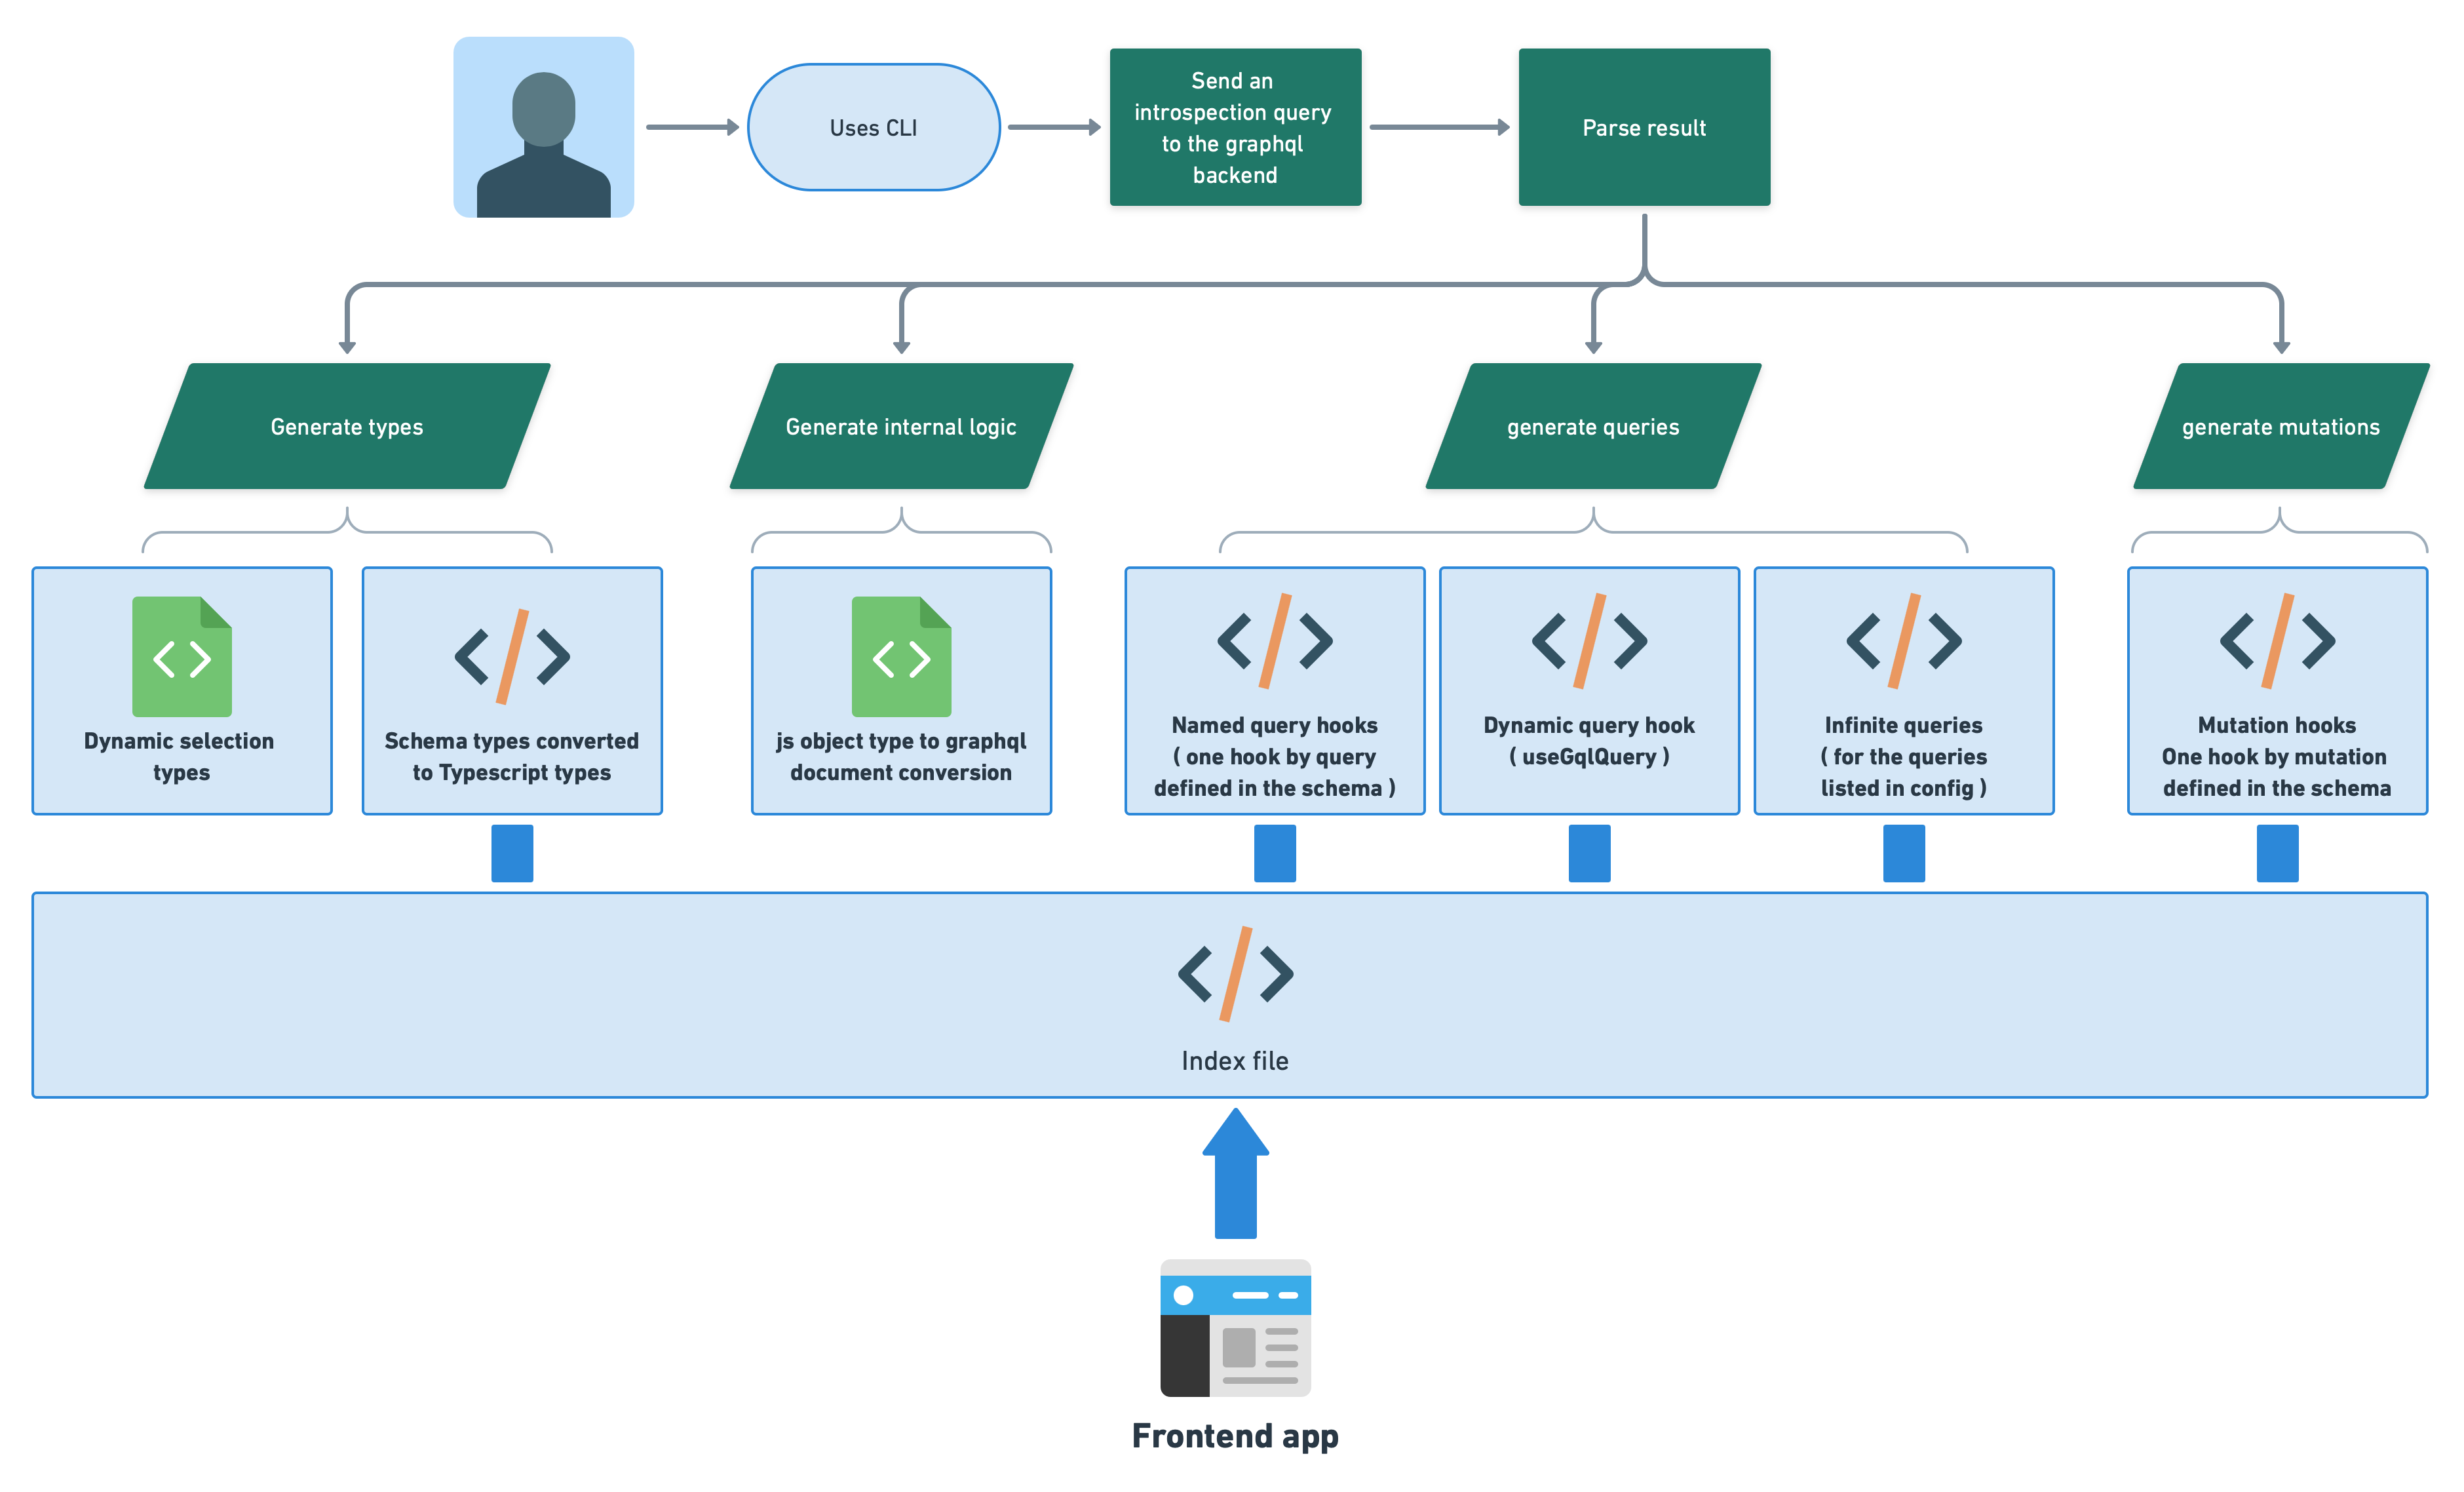 Uses CLI
Send an
introspection query
to the graphql
backend
Parse result
Generate types
Generate internal logic
generate queries
generate mutations
Dynamic selection
types
Schema types converted
to Typescript types
js object type to graphql
document conversion
Named query hooks
( one hook by query
defined in the schema )
Dynamic query hook
( useGqlQuery )
Infinite queries
( for the queries
listed in config )
Mutation hooks
One hook by mutation
defined in the schema
Index file
Frontend app